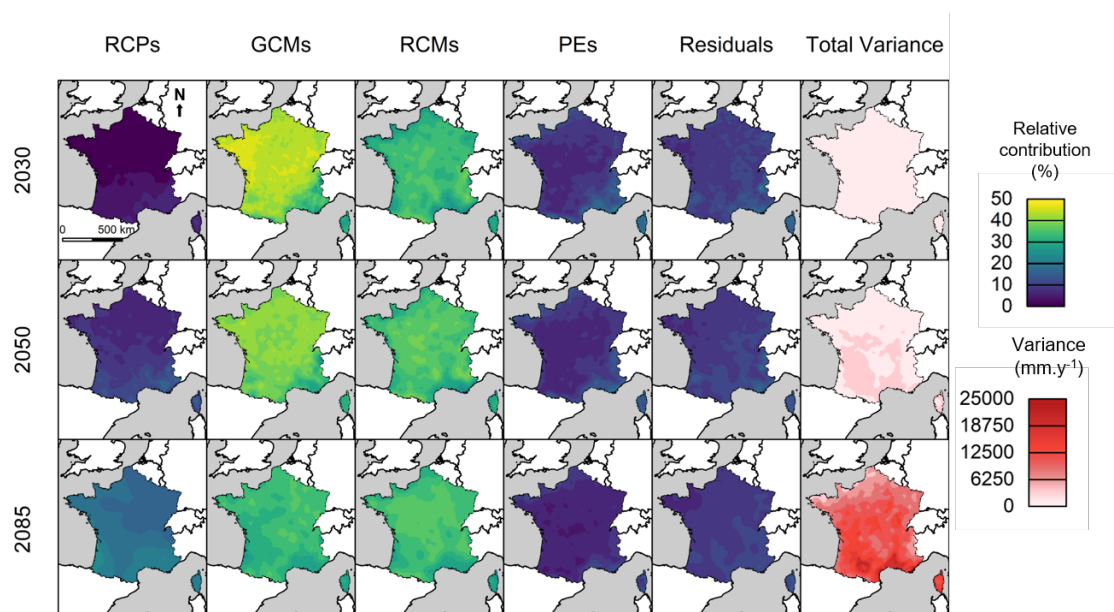 RCPs GCMs RCMs PEs Residuals Total Variance
N
2030
0 500 km
2050
2085
Relative
contribution
(%)
50
40
30
20
10
0
Variance
(mm.y-1)
25000
18750
12500
6250
0